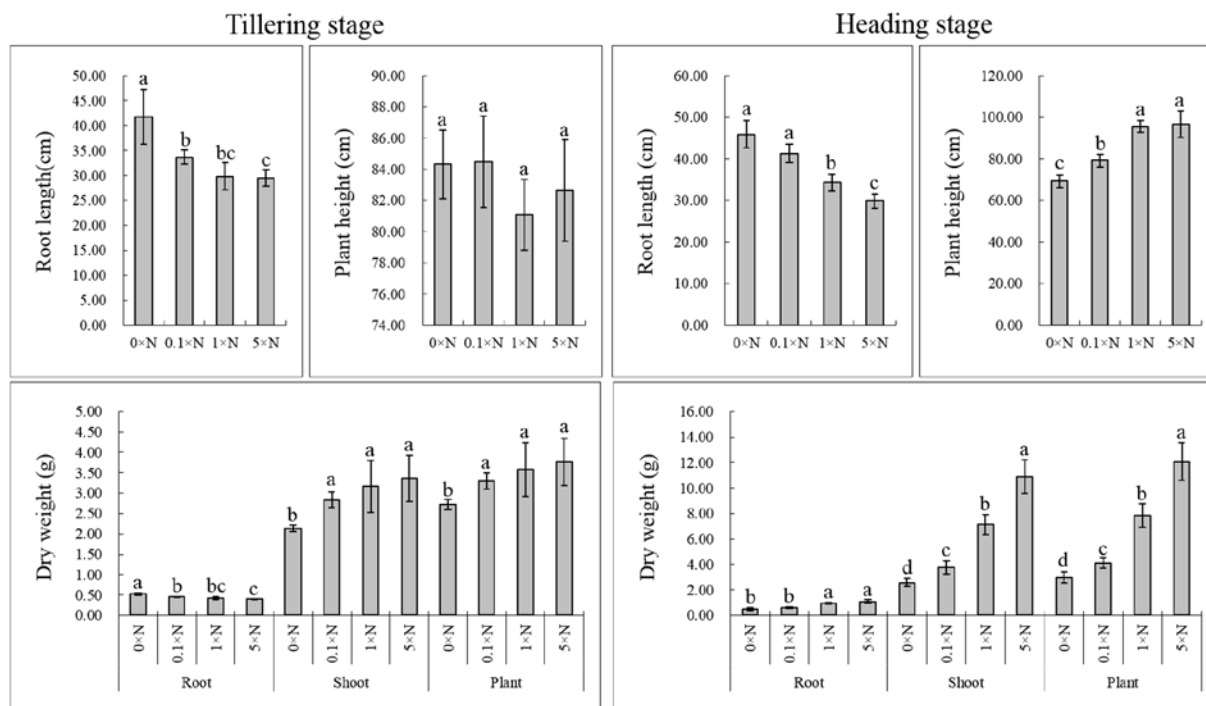 Tillering stage
Heading stage
Root length(cm)
50.00
45.00
40.00
35.00
30.00
25.00
20.00
15.00
10.00
5.00
0.00
a
b
bc
c
0×N 0.1×N 1×N 5×N
Plant height (cm)
90.00
88.00
86.00
84.00
82.00
80.00
78.00
76.00
74.00
a
a
a
a
0×N 0.1×N 1×N 5×N
Root length (cm)
60.00
50.00
40.00
30.00
20.00
10.00
0.00
a
a
b
c
0×N 0.1×N 1×N 5×N
Plant height (cm)
120.00
100.00
80.00
60.00
40.00
20.00
0.00
c
b
a
a
0×N 0.1×N 1×N 5×N
Dry weight (g)
5.00
4.50
4.00
3.50
3.00
2.50
2.00
1.50
1.00
0.50
0.00
a b bc c b a a a b a a a
0×N 0.1×N 1×N 5×N 0×N 0.1×N 1×N 5×N 0×N 0.1×N 1×N 5×N
Root Shoot Plant
Dry weight (g)
16.00
14.00
12.00
10.00
8.00
6.00
4.00
2.00
0.00
b b a a d c b a d c b a
0×N 0.1×N 1×N 5×N 0×N 0.1×N 1×N 5×N 0×N 0.1×N 1×N 5×N
Root Shoot Plant